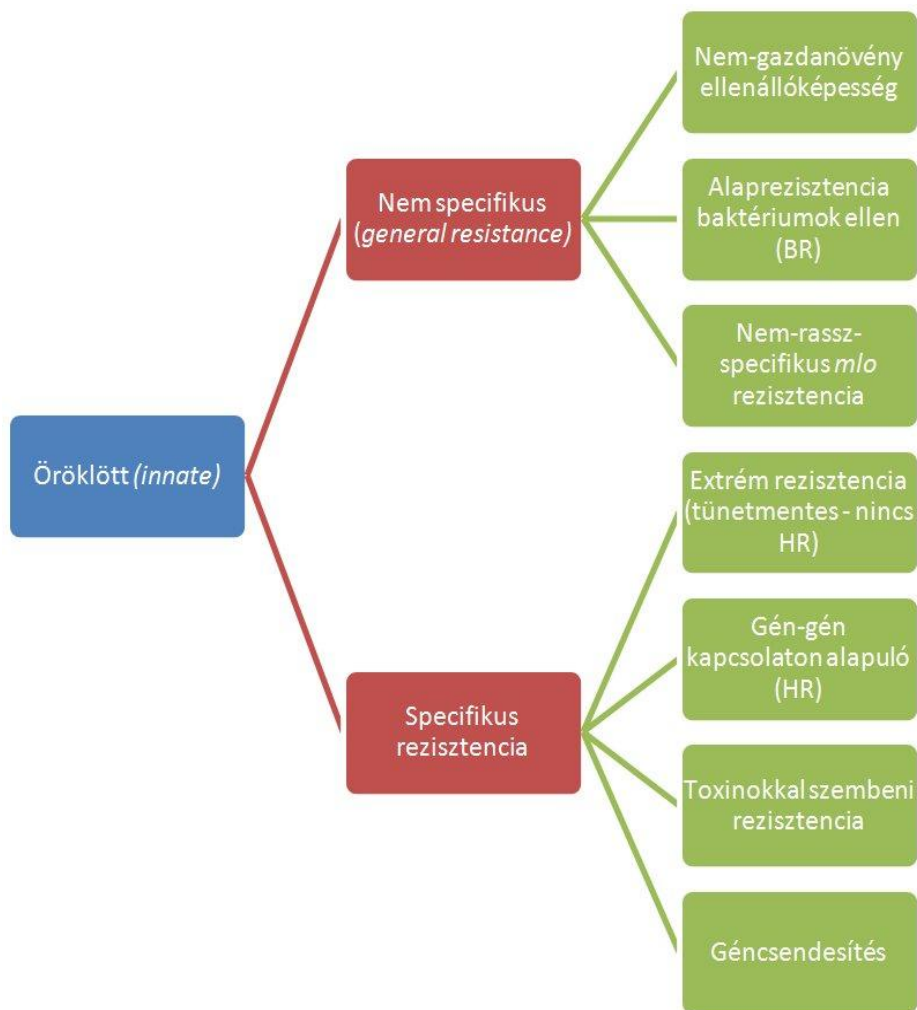 Öröklött (innate)
Nem specifikus
(general resistance)
Specifikus
rezisztencia
Nem-gazdanövény
ellenállóképesség
Alaprezisztencia
baktériumok ellen
(BR)
Nem-rassz-
specifikus mlo
rezisztencia
Extrém rezisztencia
(tünetmentes - nincs
HR)
Gén-gén
kapcsolaton alapuló
(HR)
Toxinokkal szembeni
rezisztencia
Géncsendesítés